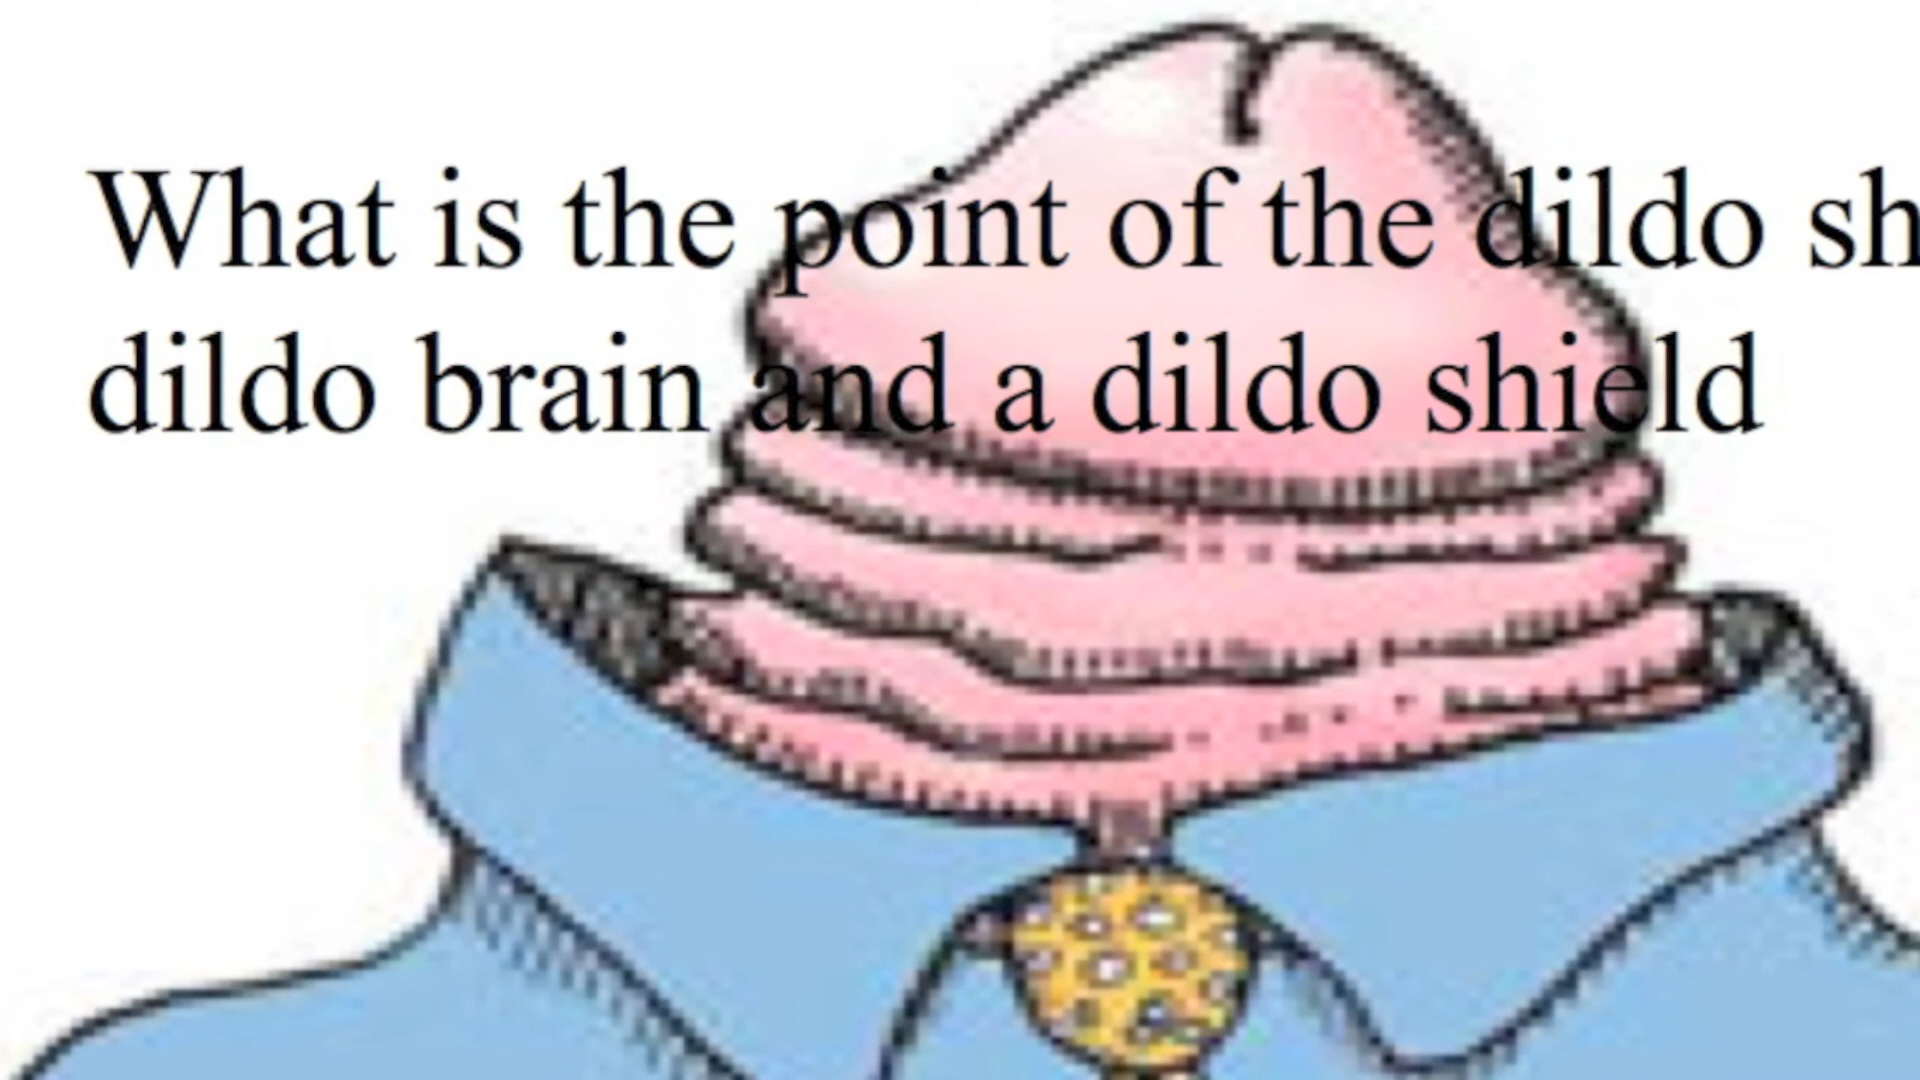 What is the point of the dildo sh
dildo brain and a dildo shield